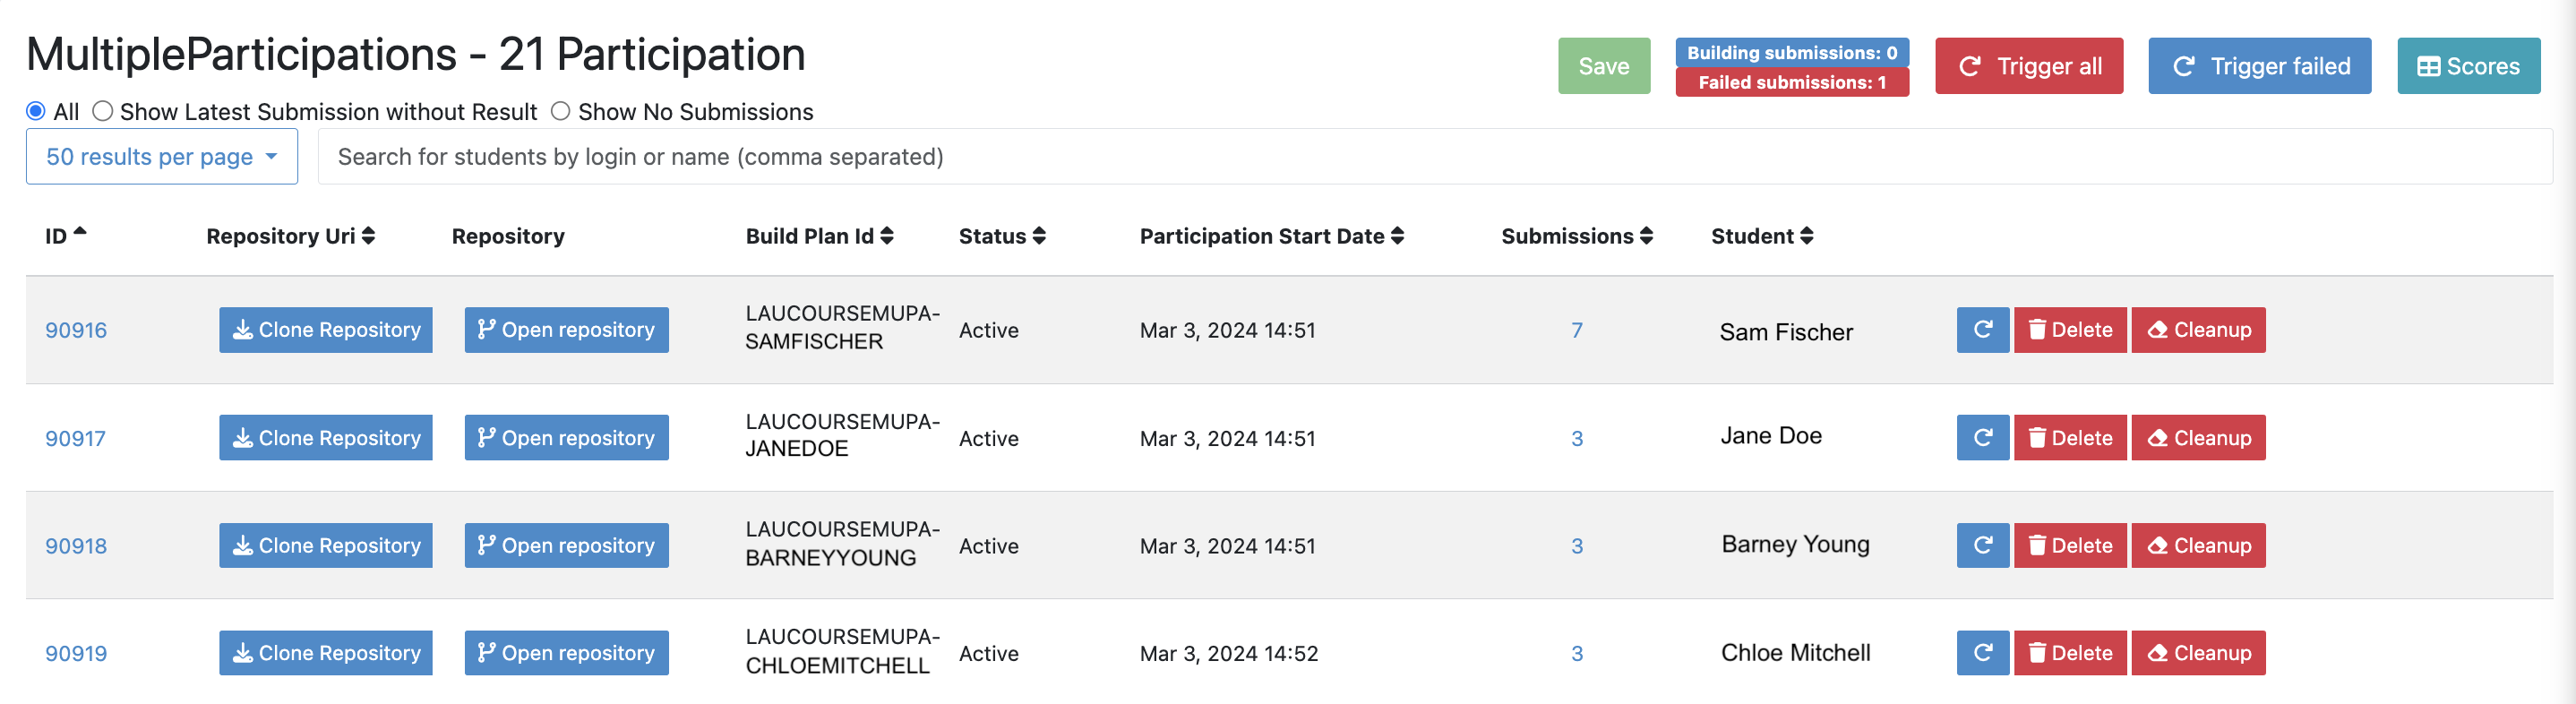 MultipleParticipations - 21 Participation
Save
Building submissions: 0
Failed submissions: 1
Trigger all
Trigger failed
Scores
All Show Latest Submission without Result Show No Submissions
50 results per page Search for students by login or name (comma separated)
ID Repository Uri Repository Build Plan Id Status Participation Start Date Submissions Student
90916 Clone Repository Open repository LAUCOURSEMUPA- Active Mar 3, 2024 14:51 7 Sam Fischer Delete Cleanup
SAMFISCHER
90917 Clone Repository Open repository LAUCOURSEMUPA- Active Mar 3, 2024 14:51 3 Jane Doe Delete Cleanup
JANEDOE
90918 Clone Repository Open repository LAUCOURSEMUPA- Active Mar 3, 2024 14:51 3 Barney Young Delete Cleanup
BARNEYYOUNG
90919 Clone Repository Open repository LAUCOURSEMUPA- Active Mar 3, 2024 14:52 3 Chloe Mitchell Delete Cleanup
CHLOEMITCHELL